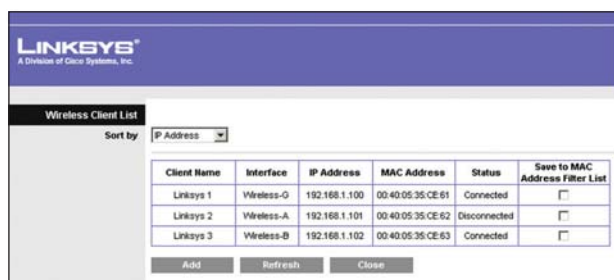 LINKSYS®
A Division of Cisco Systems, Inc.
Wireless Client List
Sort by IP Address
Client Name Interface IP Address MAC Address Status Save to MAC Address Filter List
Linksys 1 Wireless-G 192.168.1.100 00:40:05:35:CE:61 Connected
Linksys 2 Wireless-A 192.168.1.101 00:40:05:35:CE:62 Disconnected
Linksys 3 Wireless-B 192.168.1.102 00:40:05:35:CE:63 Connected
Add Refresh Close